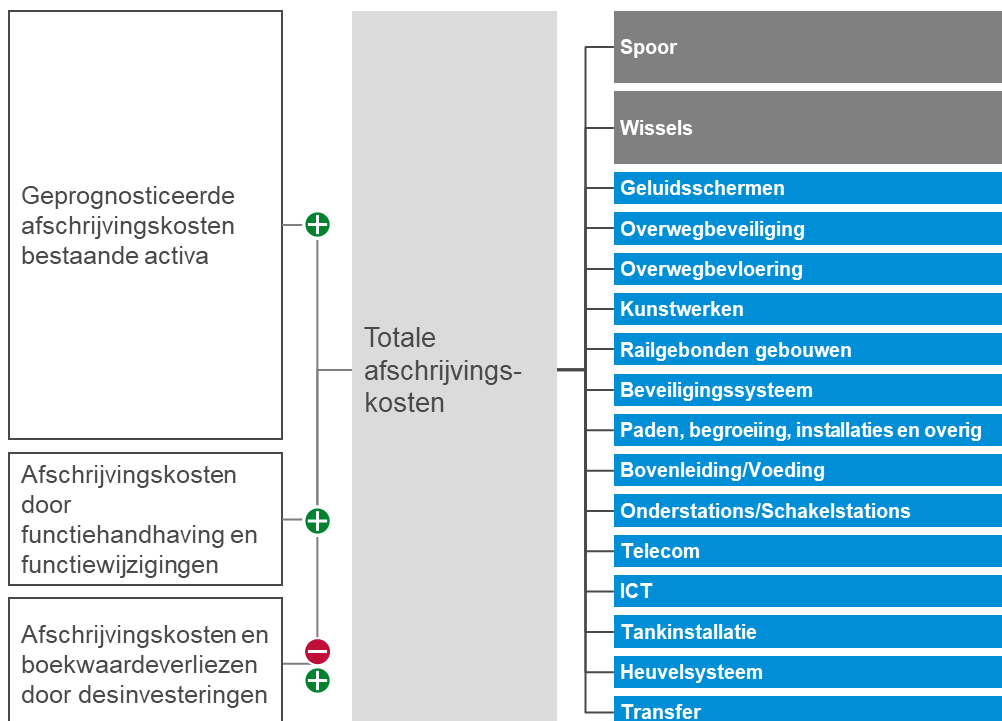 Geprognosticeerde
afschrijvingskosten
bestaande activa
Afschrijvingskosten
door
functiehandhaving en
functiewijzigingen
Afschrijvingskosten en
boekwaardeverliezen
door desinvesteringen
Totale
afschrijvings-
kosten
Spoor
Wissels
Geluidsschermen
Overwegbeveiliging
Overwegbevloering
Kunstwerken
Railgebonden gebouwen
Beveiligingssysteem
Paden, begroeiing, installaties en overig
Bovenleiding/Voeding
Onderstations/Schakelstations
Telecom
ICT
Tankinstallatie
Heuvelsysteem
Transfer